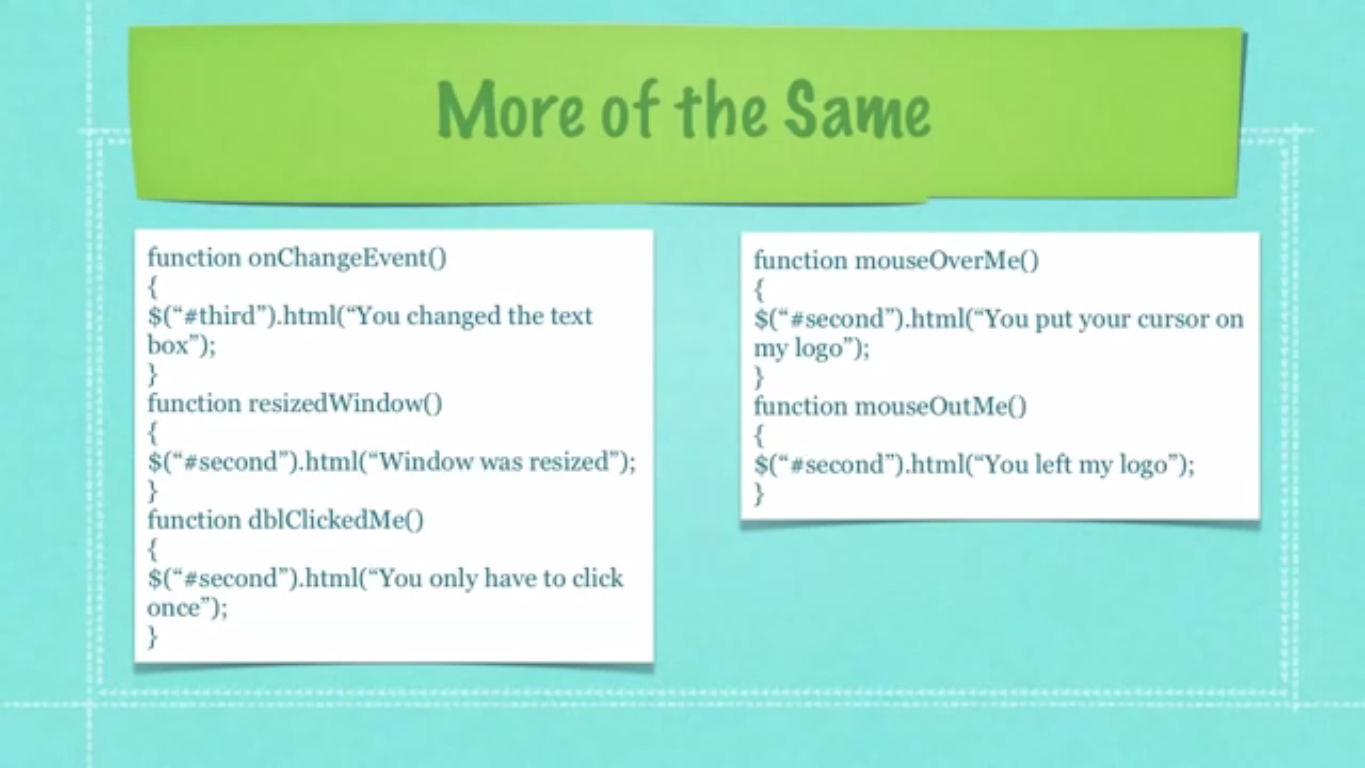 More of the Same
function onChangeEvent()
{
$(“#third”).html(“You changed the text
box”);
}
function resizedWindow()
{
$(“#second”).html(“Window was resized”);
}
function dblClickedMe()
{
$(“#second”).html(“You only have to click
once”);
}
function mouseOverMe()
{
$(“#second”).html(“You put your cursor on
my logo”);
}
function mouseOutMe()
{
$(“#second”).html(“You left my logo”);
}